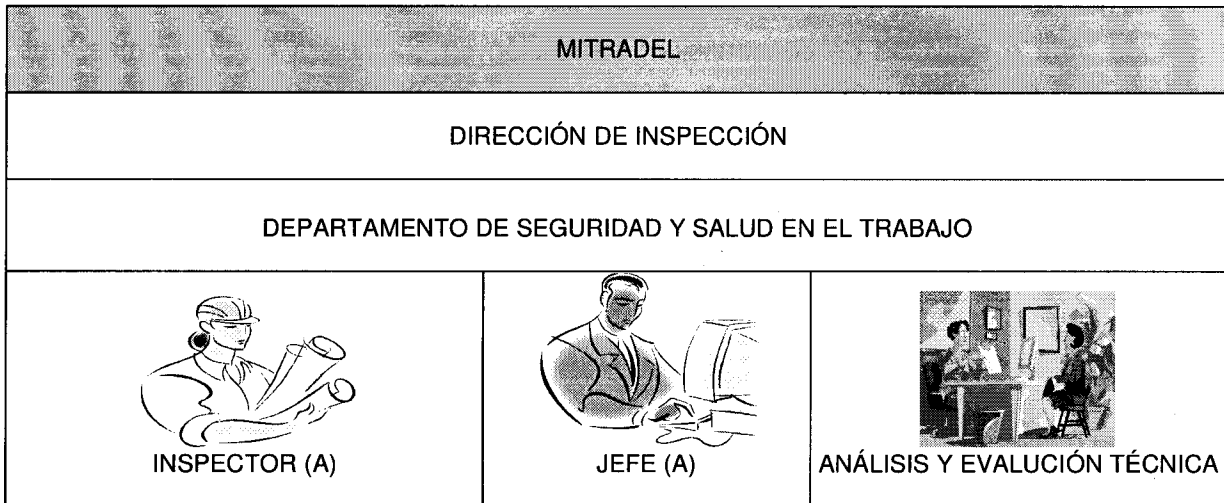 MITRADEL
DIRECCIÓN DE INSPECCIÓN
DEPARTAMENTO DE SEGURIDAD Y SALUD EN EL TRABAJO
INSPECTOR (A)
JEFE (A)
ANÁLISIS Y EVALUCIÓN TÉCNICA